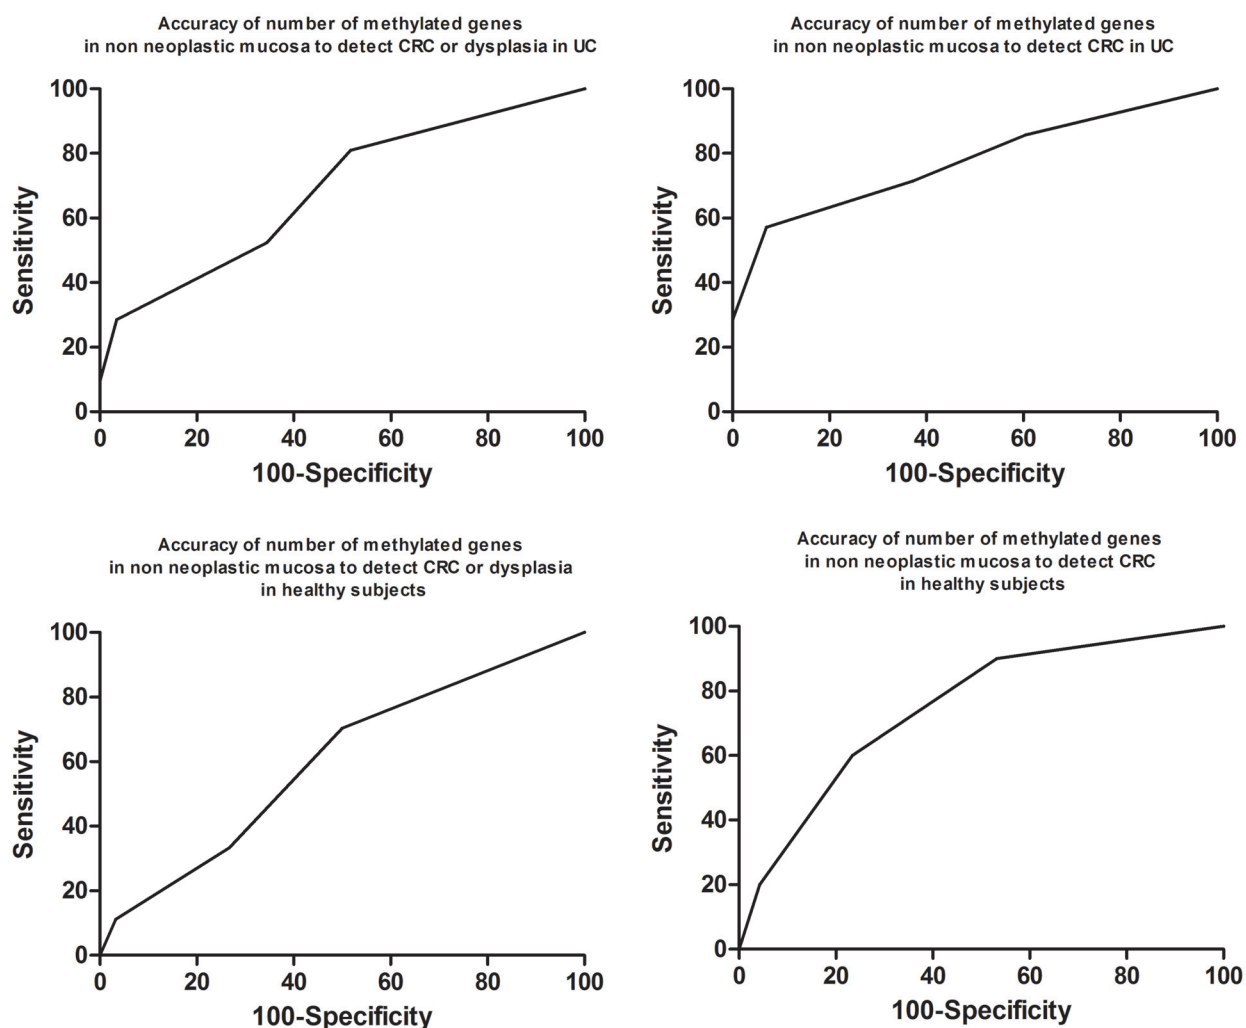 Accuracy of number of methylated genes
in non neoplastic mucosa to detect CRC or dysplasia in UC
100
80
60
40
20
0
Sensitivity
0 20 40 60 80 100
100-Specificity
Accuracy of number of methylated genes
in non neoplastic mucosa to detect CRC in UC
100
80
60
40
20
0
Sensitivity
0 20 40 60 80 100
100-Specificity
Accuracy of number of methylated genes
in non neoplastic mucosa to detect CRC or dysplasia
in healthy subjects
100
80
60
40
20
0
Sensitivity
0 20 40 60 80 100
100-Specificity
Accuracy of number of methylated genes
in non neoplastic mucosa to detect CRC
in healthy subjects
100
80
60
40
20
0
Sensitivity
0 20 40 60 80 100
100-Specificity